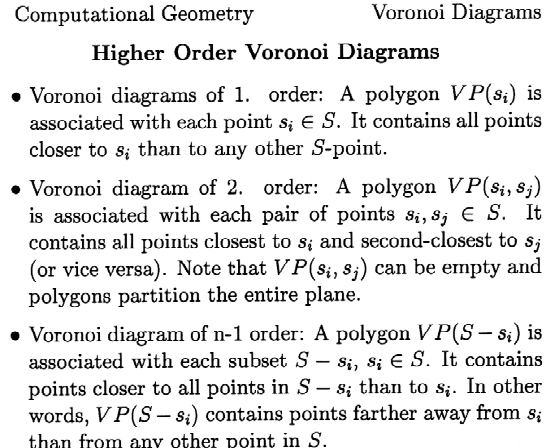 Computational Geometry Voronoi Diagrams
Higher Order Voronoi Diagrams
• Voronoi diagrams of 1. order: A polygon VP(s_i) is
associated with each point s_i ∈ S. It contains all points
closer to s_i than to any other S-point.
• Voronoi diagram of 2. order: A polygon VP(s_i, s_j)
is associated with each pair of points s_i, s_j ∈ S. It
contains all points closest to s_i and second-closest to s_j
(or vice versa). Note that VP(s_i, s_j) can be empty and
polygons partition the entire plane.
• Voronoi diagram of n-1 order: A polygon VP(S − s_i) is
associated with each subset S − s_i, s_i ∈ S. It contains
points closer to all points in S − s_i than to s_i. In other
words, VP(S − s_i) contains points farther away from s_i
than from any other point in S.